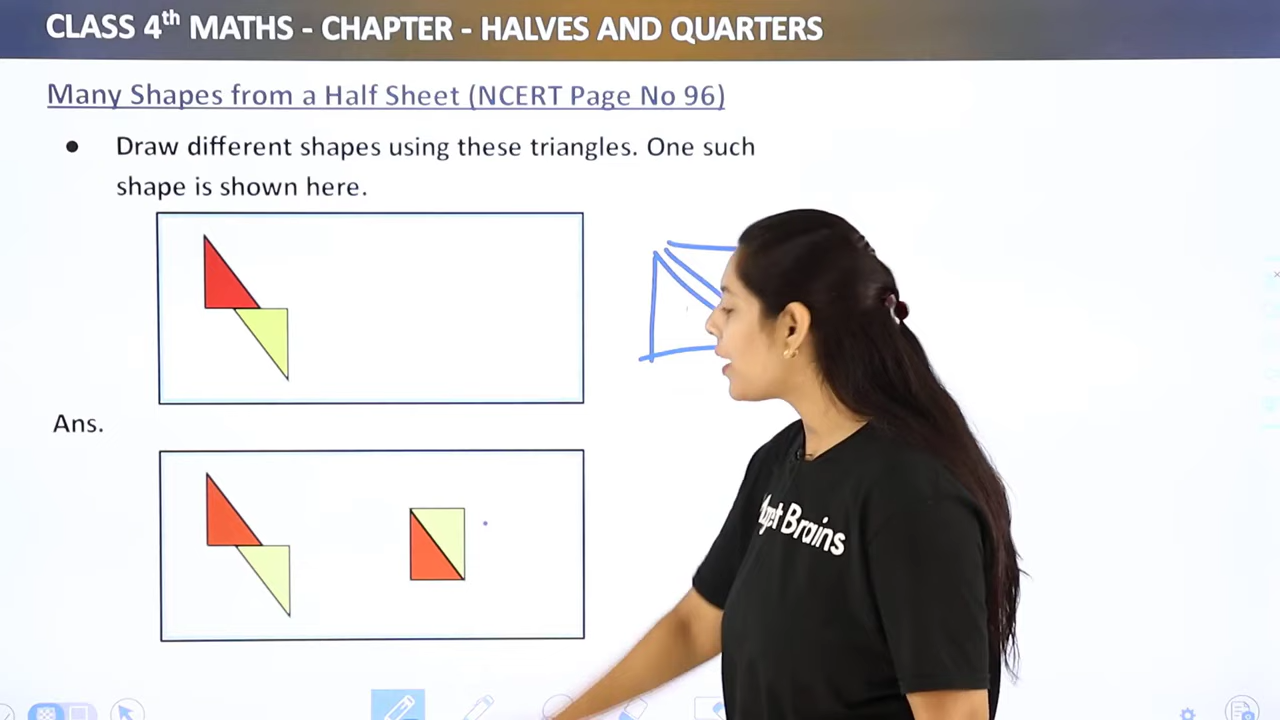 CLASS 4th MATHS - CHAPTER - HALVES AND QUARTERS
Many Shapes from a Half Sheet (NCERT Page No 96)
● Draw different shapes using these triangles. One such
shape is shown here.
Ans.
Brains